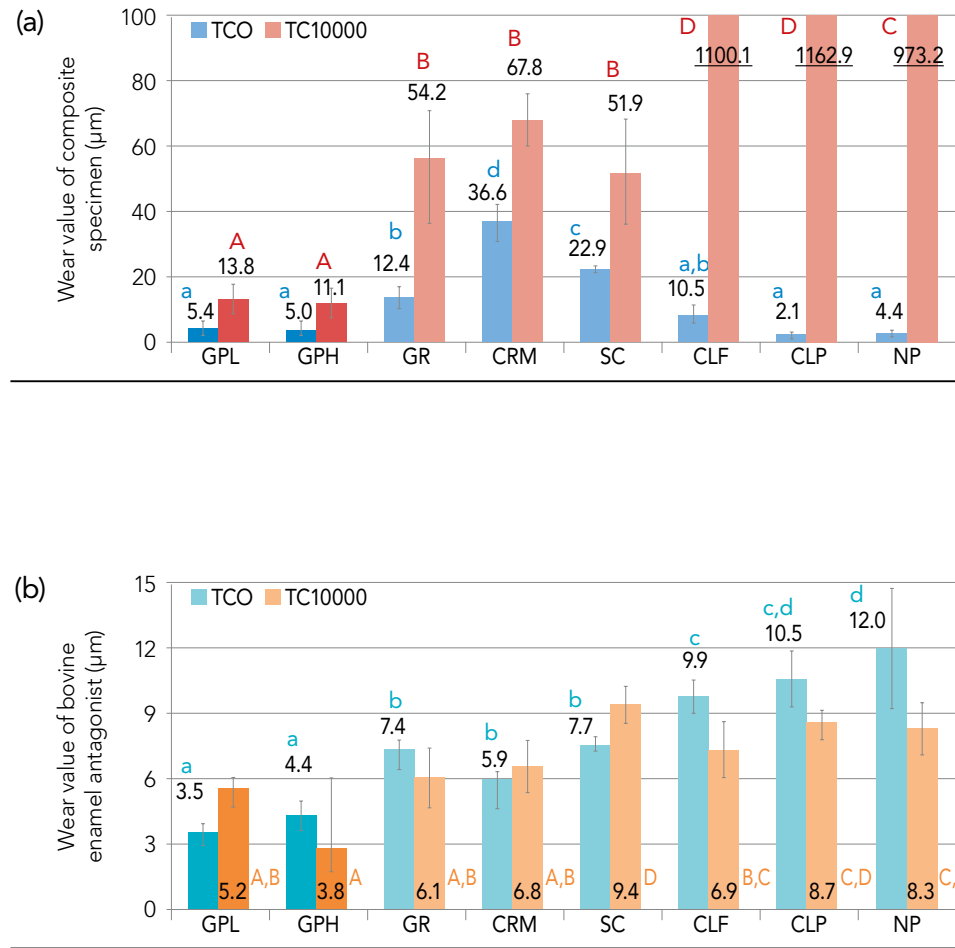 (a)
Wear value of composite
specimen (µm)
TCO TC10000
100
80
60
40
20
0
a 5.4 A 13.8
a 5.0 A 11.1
b 12.4 B 54.2
d 36.6 B 67.8
c 22.9 B 51.9
a,b 10.5 D 1100.1
a 2.1 D 1162.9
a 4.4 C 973.2
GPL GPH GR CRM SC CLF CLP NP
(b)
Wear value of bovine
enamel antagonist (µm)
TCO TC10000
15
12
9
6
3
0
a 3.5 5.2 A,B
a 4.4 3.8 A
b 7.4 6.1 A,B
b 5.9 6.8 A,B
b 7.7 9.4 D
c 9.9 6.9 B,C
c,d 10.5 8.7 C,D
d 12.0 8.3 C,
GPL GPH GR CRM SC CLF CLP NP